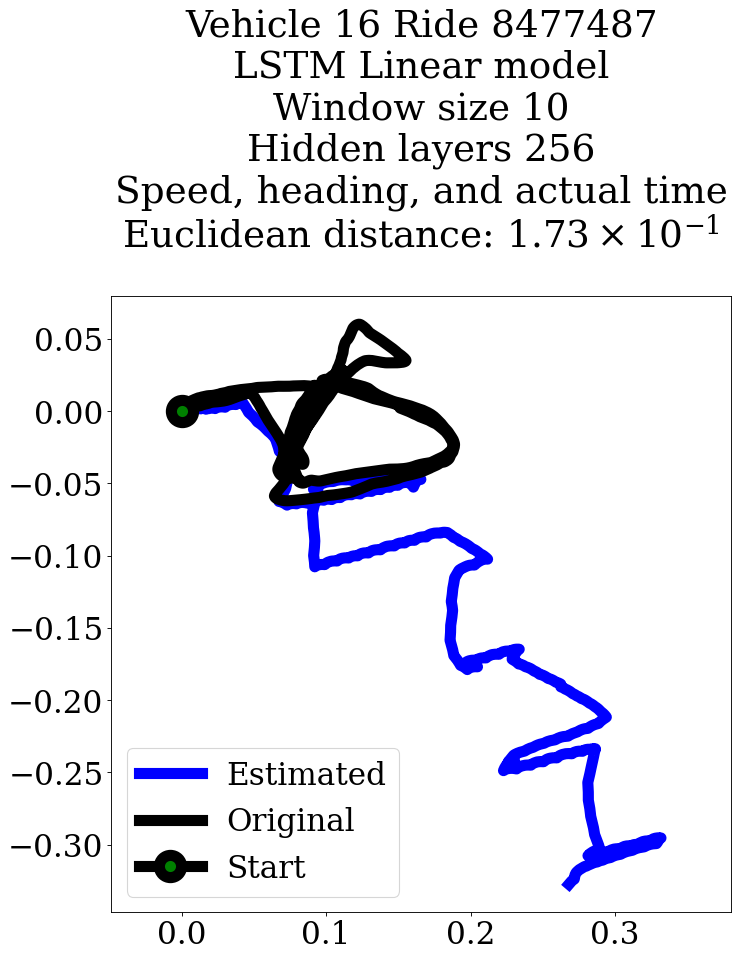 Vehicle 16 Ride 8477487
LSTM Linear model
Window size 10
Hidden layers 256
Speed, heading, and actual time
Euclidean distance: 1.73 × 10⁻¹
0.05
0.00
−0.05
−0.10
−0.15
−0.20
−0.25
−0.30
Estimated
Original
Start
0.0 0.1 0.2 0.3